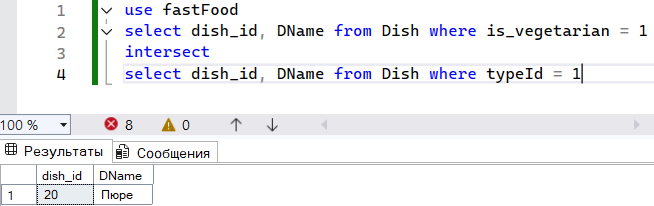 1 use fastFood
2 select dish_id, DName from Dish where is_vegetarian = 1
3 intersect
4 select dish_id, DName from Dish where typeId = 1
100 % 8 0
Результаты Сообщения
dish_id DName
1 20 Пюре